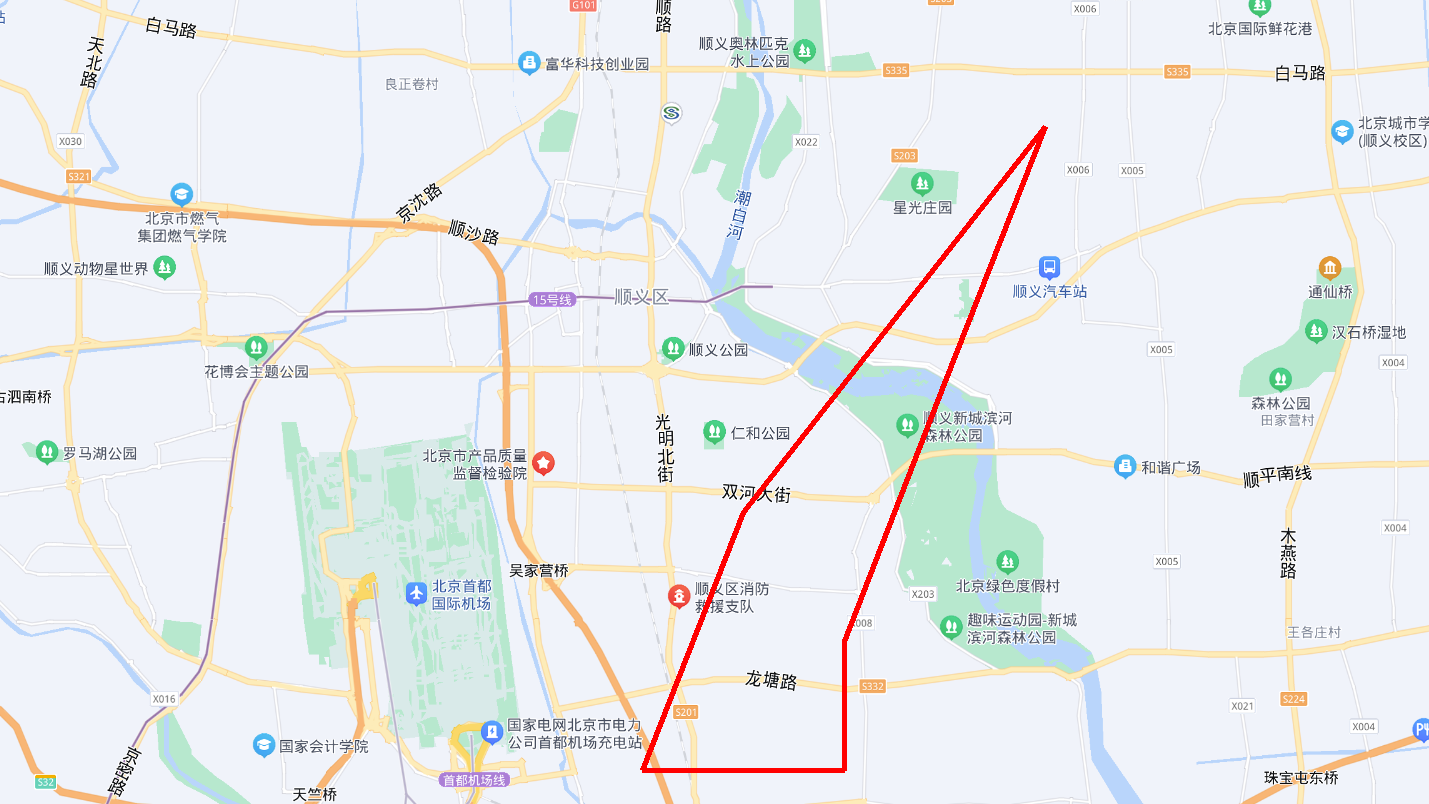 G101
S203
X006
北京国际鲜花港
白马路
天北路
顺路
顺义奥林匹克
水上公园
富华科技创业园
良正卷村
S335
S335
白马路
X030
X022
S203
北京城市学
(顺义校区)
S321
X006
X005
星光庄园
京沈路
潮白河
北京市燃气
集团燃气学院
顺沙路
顺义动物星世界
顺义汽车站
通仙桥
15号线
顺义区
汉石桥湿地
顺义公园
X005
X004
花博会主题公园
古泗南桥
森林公园
田家营村
光明北街
仁和公园
顺义新城滨河
森林公园
罗马湖公园
北京市产品质量
监督检验院
和谐广场
顺平南线
双河大街
X004
木燕路
吴家营桥
X005
北京首都
国际机场
顺义区消防
救援支队
北京绿色度假村
X203
008
趣味运动园-新城
滨河森林公园
王各庄村
龙塘路
S332
X016
S201
S224
X021
国家电网北京市电力
公司首都机场充电站
X004
国家会计学院
京密路
首都机场线
S32
天竺桥
珠宝屯东桥